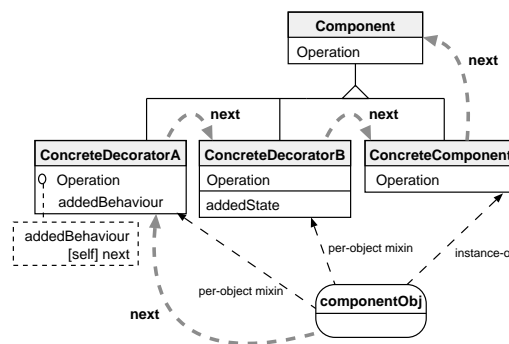 Component
Operation
next
next
next
ConcreteDecoratorA
ConcreteDecoratorB
ConcreteComponent
Operation
addedBehaviour
Operation
addedState
Operation
addedBehaviour
[self] next
per-object mixin
per-object mixin
instance-o
next
componentObj